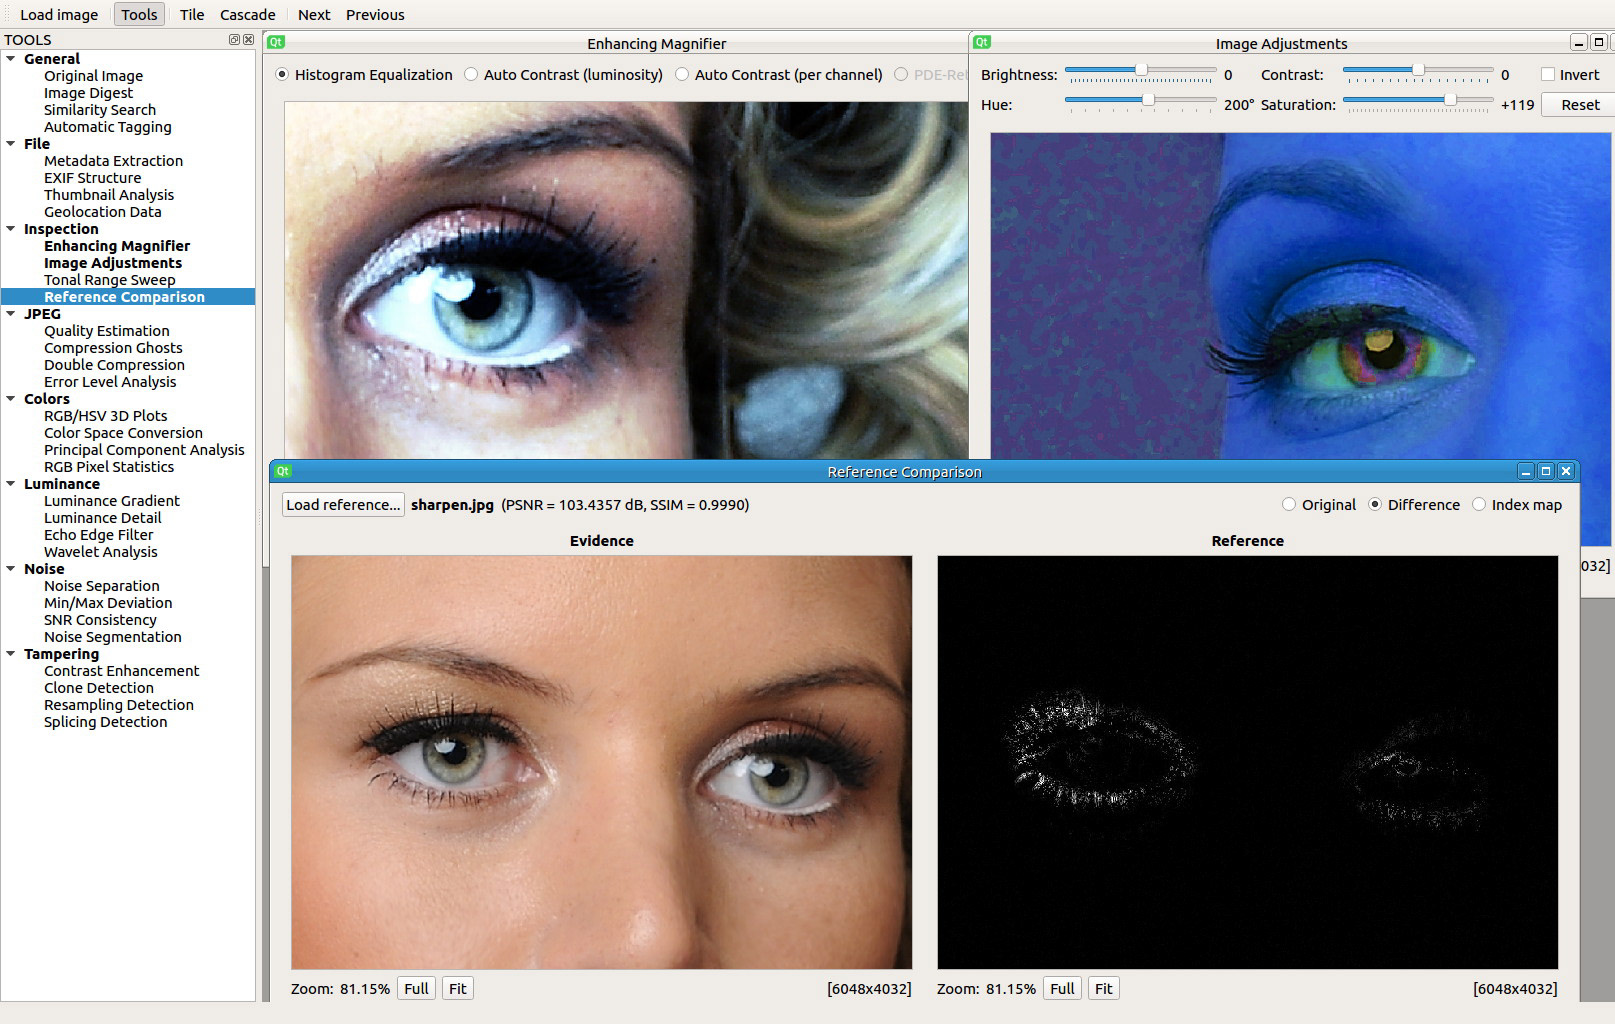 Load image Tools Tile Cascade Next Previous
TOOLS
General
Original Image
Image Digest
Similarity Search
Automatic Tagging
File
Metadata Extraction
EXIF Structure
Thumbnail Analysis
Geolocation Data
Inspection
Enhancing Magnifier
Image Adjustments
Tonal Range Sweep
Reference Comparison
JPEG
Quality Estimation
Compression Ghosts
Double Compression
Error Level Analysis
Colors
RGB/HSV 3D Plots
Color Space Conversion
Principal Component Analysis
RGB Pixel Statistics
Luminance
Luminance Gradient
Luminance Detail
Echo Edge Filter
Wavelet Analysis
Noise
Noise Separation
Min/Max Deviation
SNR Consistency
Noise Segmentation
Tampering
Contrast Enhancement
Clone Detection
Resampling Detection
Splicing Detection
Qt Enhancing Magnifier
Histogram Equalization Auto Contrast (luminosity) Auto Contrast (per channel) PDE-Ret
Qt Image Adjustments
Brightness: 0 Contrast: 0 Invert
Hue: 200° Saturation: +119 Reset
032]
Qt Reference Comparison
Load reference... sharpen.jpg (PSNR = 103.4357 dB, SSIM = 0.9990) Original Difference Index map
Evidence Reference
Zoom: 81.15% Full Fit [6048x4032] Zoom: 81.15% Full Fit [6048x4032]